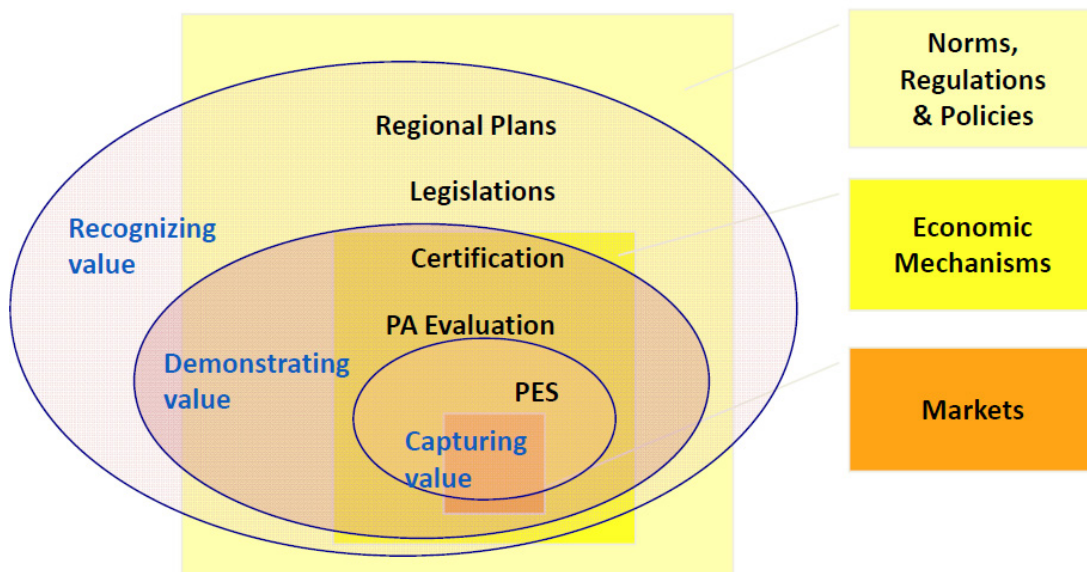 Regional Plans
Legislations
Recognizing
value
Certification
PA Evaluation
Demonstrating
value
PES
Capturing
value
Norms,
Regulations
& Policies
Economic
Mechanisms
Markets